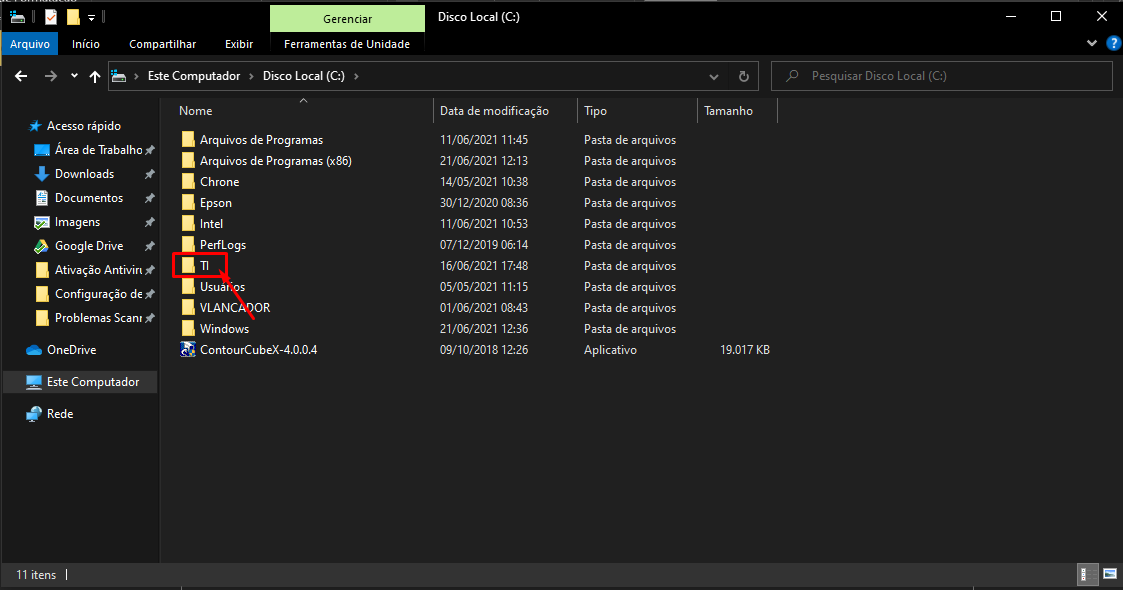 Gerenciar
Disco Local (C:)
Arquivo Início Compartilhar Exibir Ferramentas de Unidade
Este Computador Disco Local (C:)
Pesquisar Disco Local (C:)
Nome Data de modificação Tipo Tamanho
Acesso rápido
Área de Trabalho
Downloads
Documentos
Imagens
Google Drive
Ativação Antiviru
Configuração de
Problemas Scann
OneDrive
Este Computador
Rede
Arquivos de Programas 11/06/2021 11:45 Pasta de arquivos
Arquivos de Programas (x86) 21/06/2021 12:13 Pasta de arquivos
Chrone 14/05/2021 10:38 Pasta de arquivos
Epson 30/12/2020 08:36 Pasta de arquivos
Intel 11/06/2021 10:53 Pasta de arquivos
PerfLogs 07/12/2019 06:14 Pasta de arquivos
TI 16/06/2021 17:48 Pasta de arquivos
Usuários 05/05/2021 11:15 Pasta de arquivos
VLANCADOR 01/06/2021 08:43 Pasta de arquivos
Windows 21/06/2021 12:36 Pasta de arquivos
ContourCubeX-4.0.0.4 09/10/2018 12:26 Aplicativo 19.017 KB
11 itens